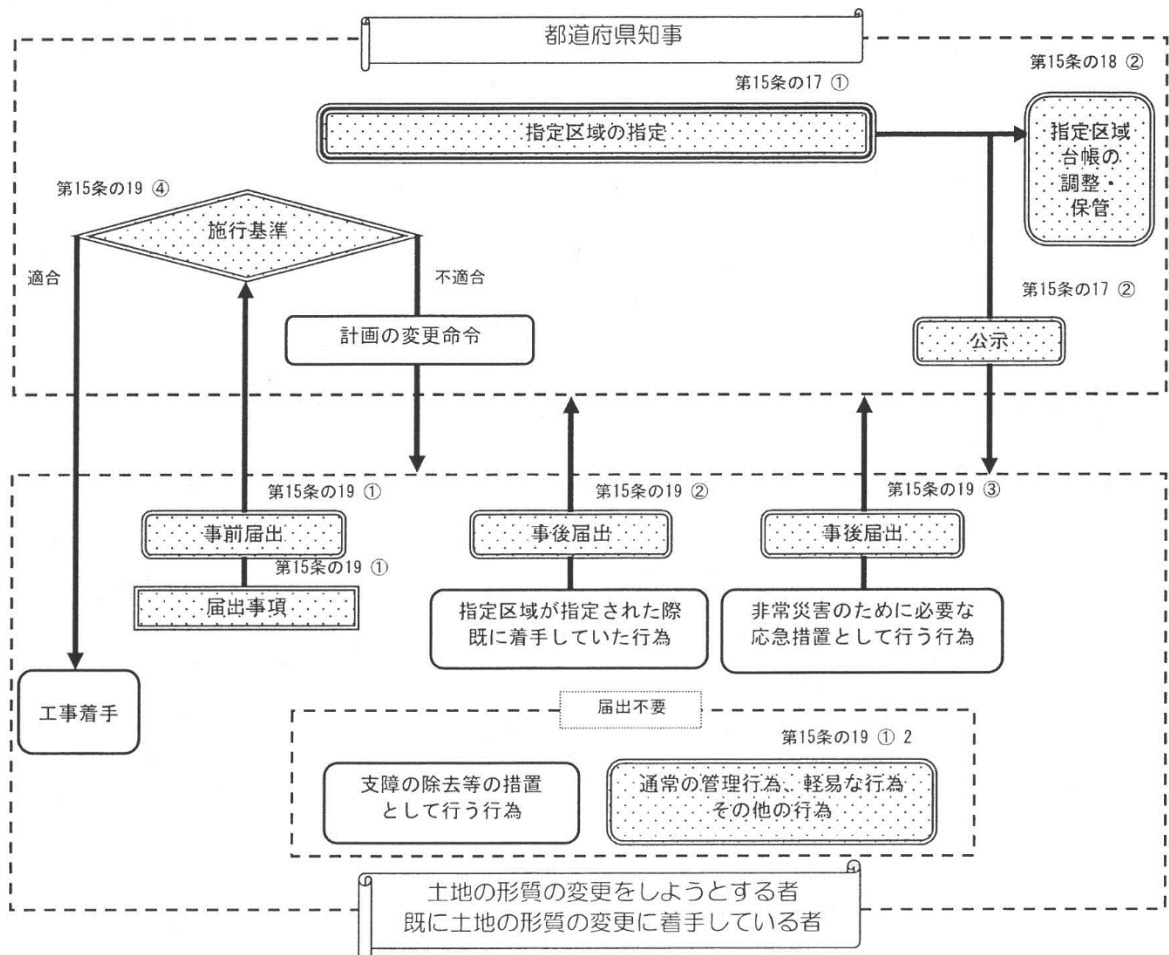 都道府県知事
第15条の17 ①
第15条の18 ②
指定区域の指定
指定区域
台帳の
調整・
保管
第15条の19 ④
施行基準
適合
不適合
第15条の17 ②
計画の変更命令
公示
第15条の19 ①
第15条の19 ②
第15条の19 ③
事前届出
事後届出
事後届出
第15条の19 ①
届出事項
指定区域が指定された際
既に着手していた行為
非常災害のために必要な
応急措置として行う行為
工事着手
届出不要
第15条の19 ① 2
支障の除去等の措置
として行う行為
通常の管理行為、軽易な行為
その他の行為
土地の形質の変更をしようとする者
既に土地の形質の変更に着手している者